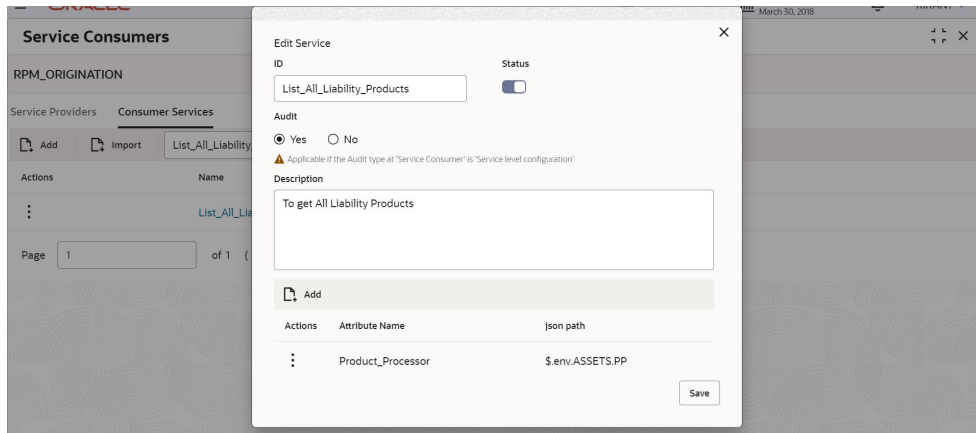 ORACLE
March 30, 2018
Service Consumers
RPM_ORIGINATION
Service Providers Consumer Services
Add Import List_All_Liability
Actions Name
List_All_Lia
Page 1 of 1 (
Edit Service
ID Status
List_All_Liability_Products
Audit
Yes No
Applicable if the Audit type at 'Service Consumer' is 'Service level configuration'
Description
To get All Liability Products
Add
Actions Attribute Name json path
Product_Processor $.env.ASSETS.PP
Save